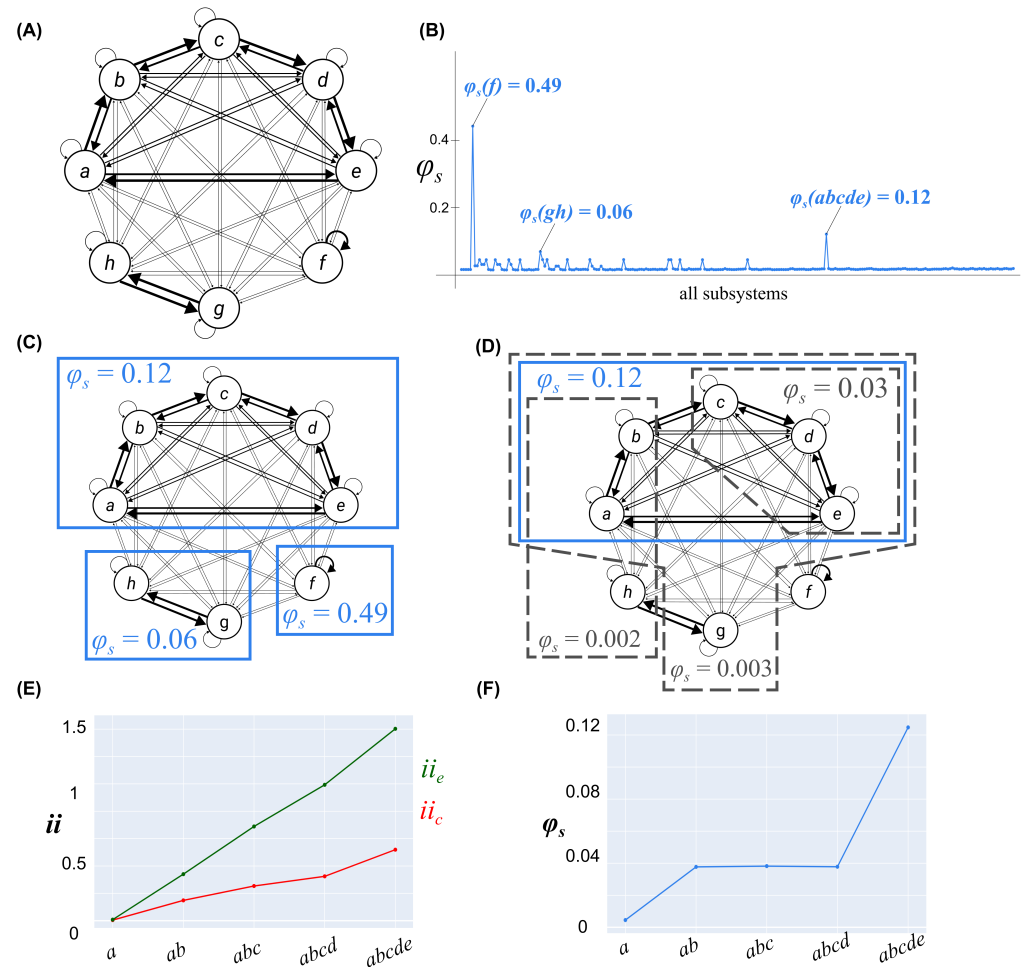 (A)
c
b
d
a
e
h
f
g
(B)
φs(f) = 0.49
0.4
φs
0.2
φs(gh) = 0.06
φs(abcde) = 0.12
all subsystems
(C)
φs = 0.12
c
b
d
a
e
h
f
g
φs = 0.06
φs = 0.49
(D)
φs = 0.12
φs = 0.03
c
b
d
a
e
h
f
g
φs = 0.002
φs = 0.003
(E)
1.5
1
ii
0.5
0
iie
iic
a
ab
abc
abcd
abcde
(F)
0.12
0.08
φs
0.04
0
a
ab
abc
abcd
abcde